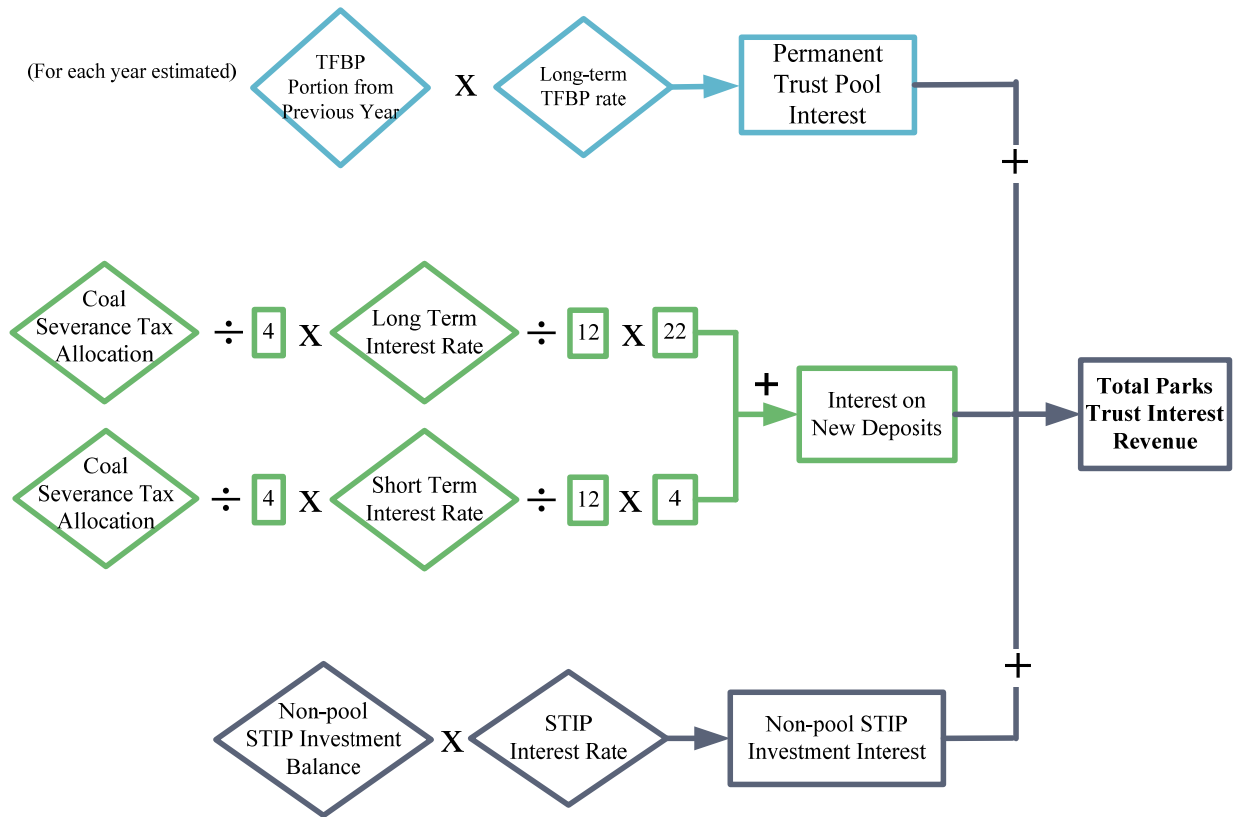 (For each year estimated)
TFBP
Portion from
Previous Year
X
Long-term
TFBP rate
Permanent
Trust Pool
Interest
+
Coal
Severance Tax
Allocation
÷
4
X
Long Term
Interest Rate
÷
12
X
22
+
Interest on
New Deposits
Total Parks
Trust Interest
Revenue
Coal
Severance Tax
Allocation
÷
4
X
Short Term
Interest Rate
÷
12
X
4
+
Non-pool
STIP Investment
Balance
X
STIP
Interest Rate
Non-pool STIP
Investment Interest